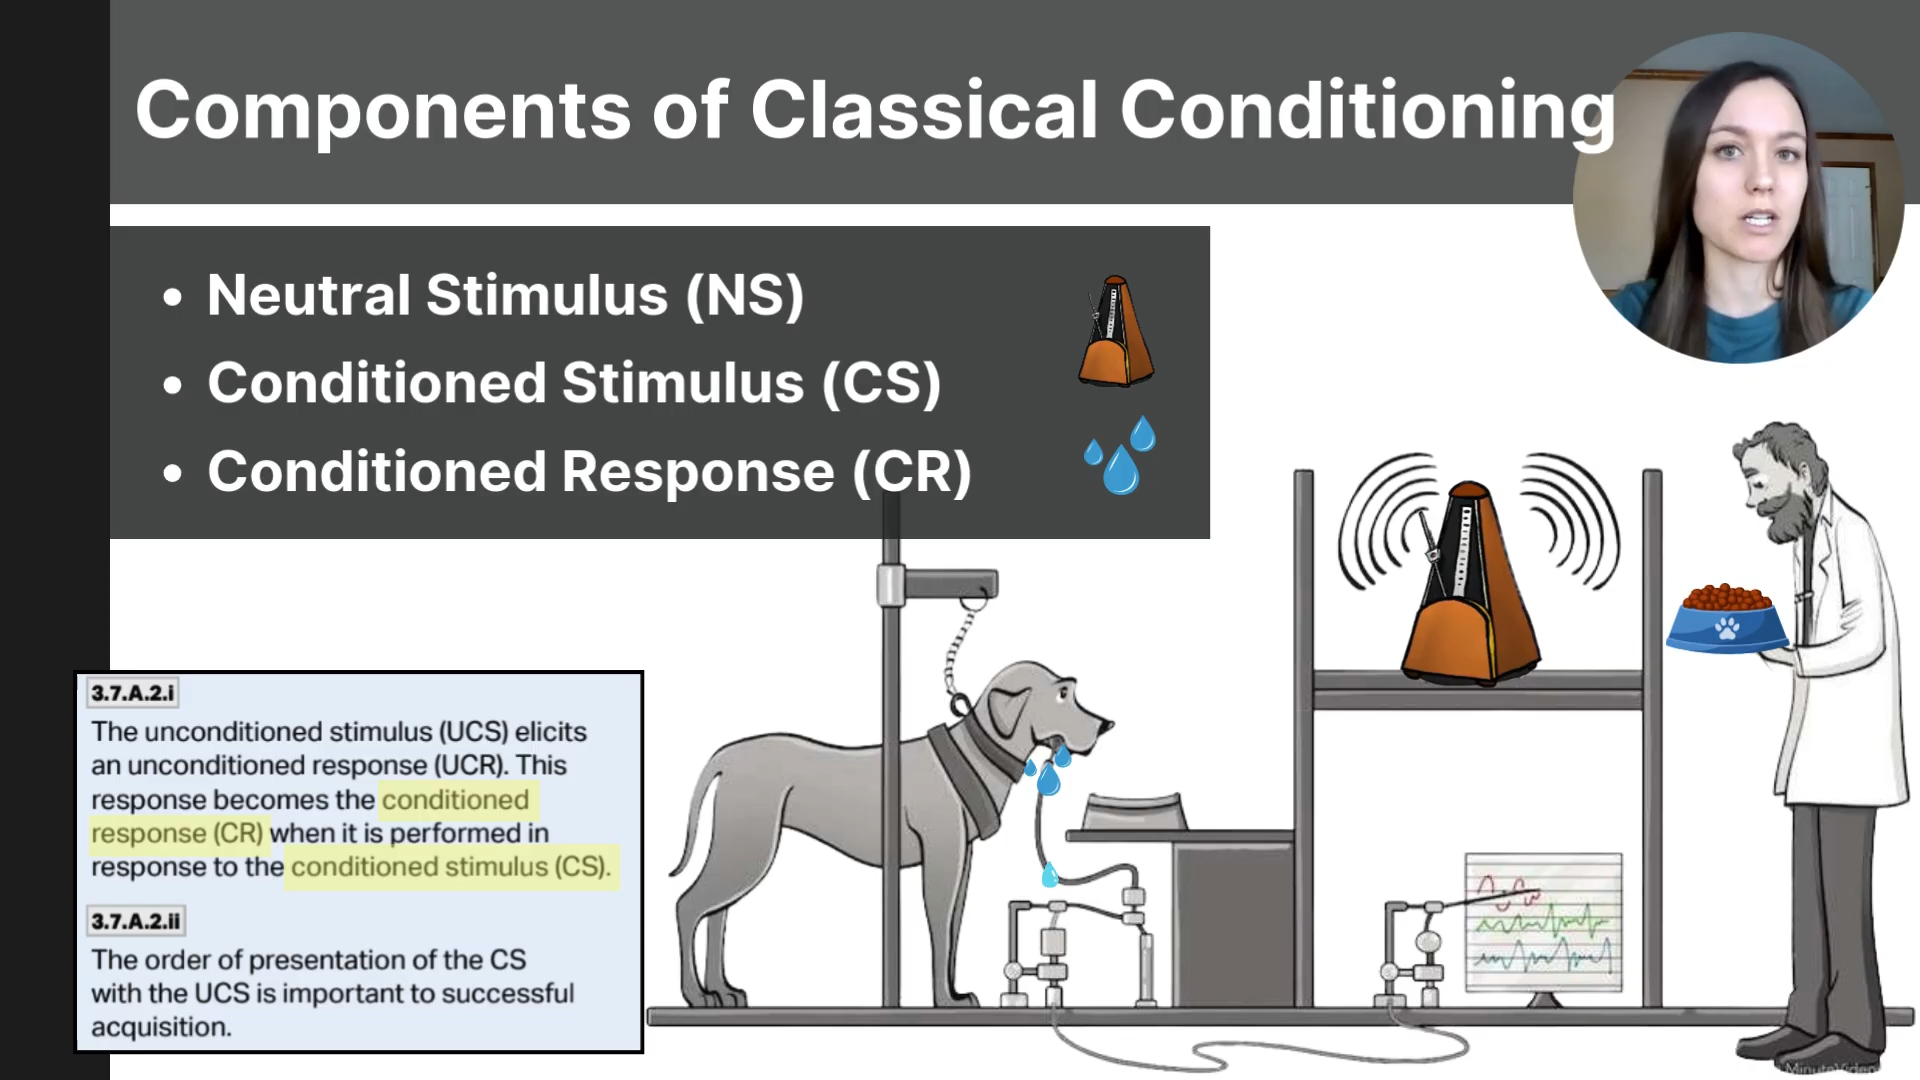 Components of Classical Conditioning
• Neutral Stimulus (NS)
• Conditioned Stimulus (CS)
• Conditioned Response (CR)
3.7.A.2.i
The unconditioned stimulus (UCS) elicits
an unconditioned response (UCR). This
response becomes the conditioned
response (CR) when it is performed in
response to the conditioned stimulus (CS).
3.7.A.2.ii
The order of presentation of the CS
with the UCS is important to successful
acquisition.